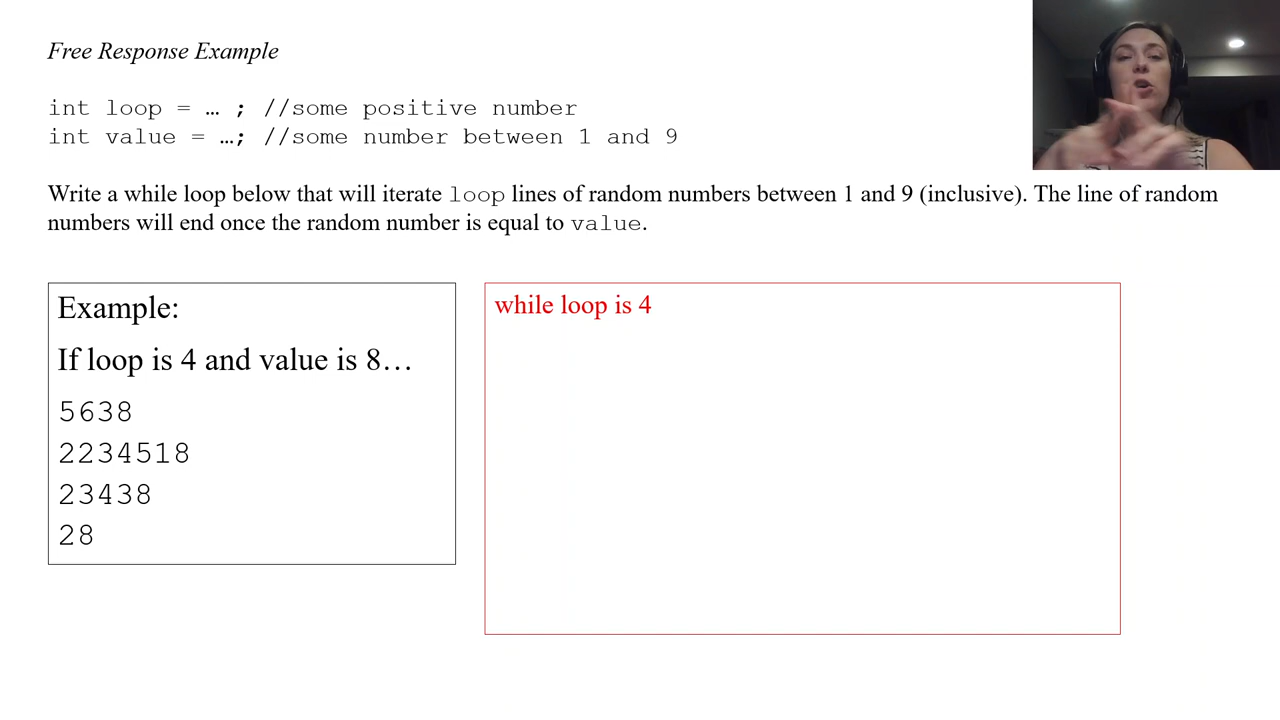 Free Response Example
int loop = … ; //some positive number
int value = …; //some number between 1 and 9
Write a while loop below that will iterate loop lines of random numbers between 1 and 9 (inclusive). The line of random
numbers will end once the random number is equal to value.
Example:
If loop is 4 and value is 8…
5638
2234518
23438
28
while loop is 4